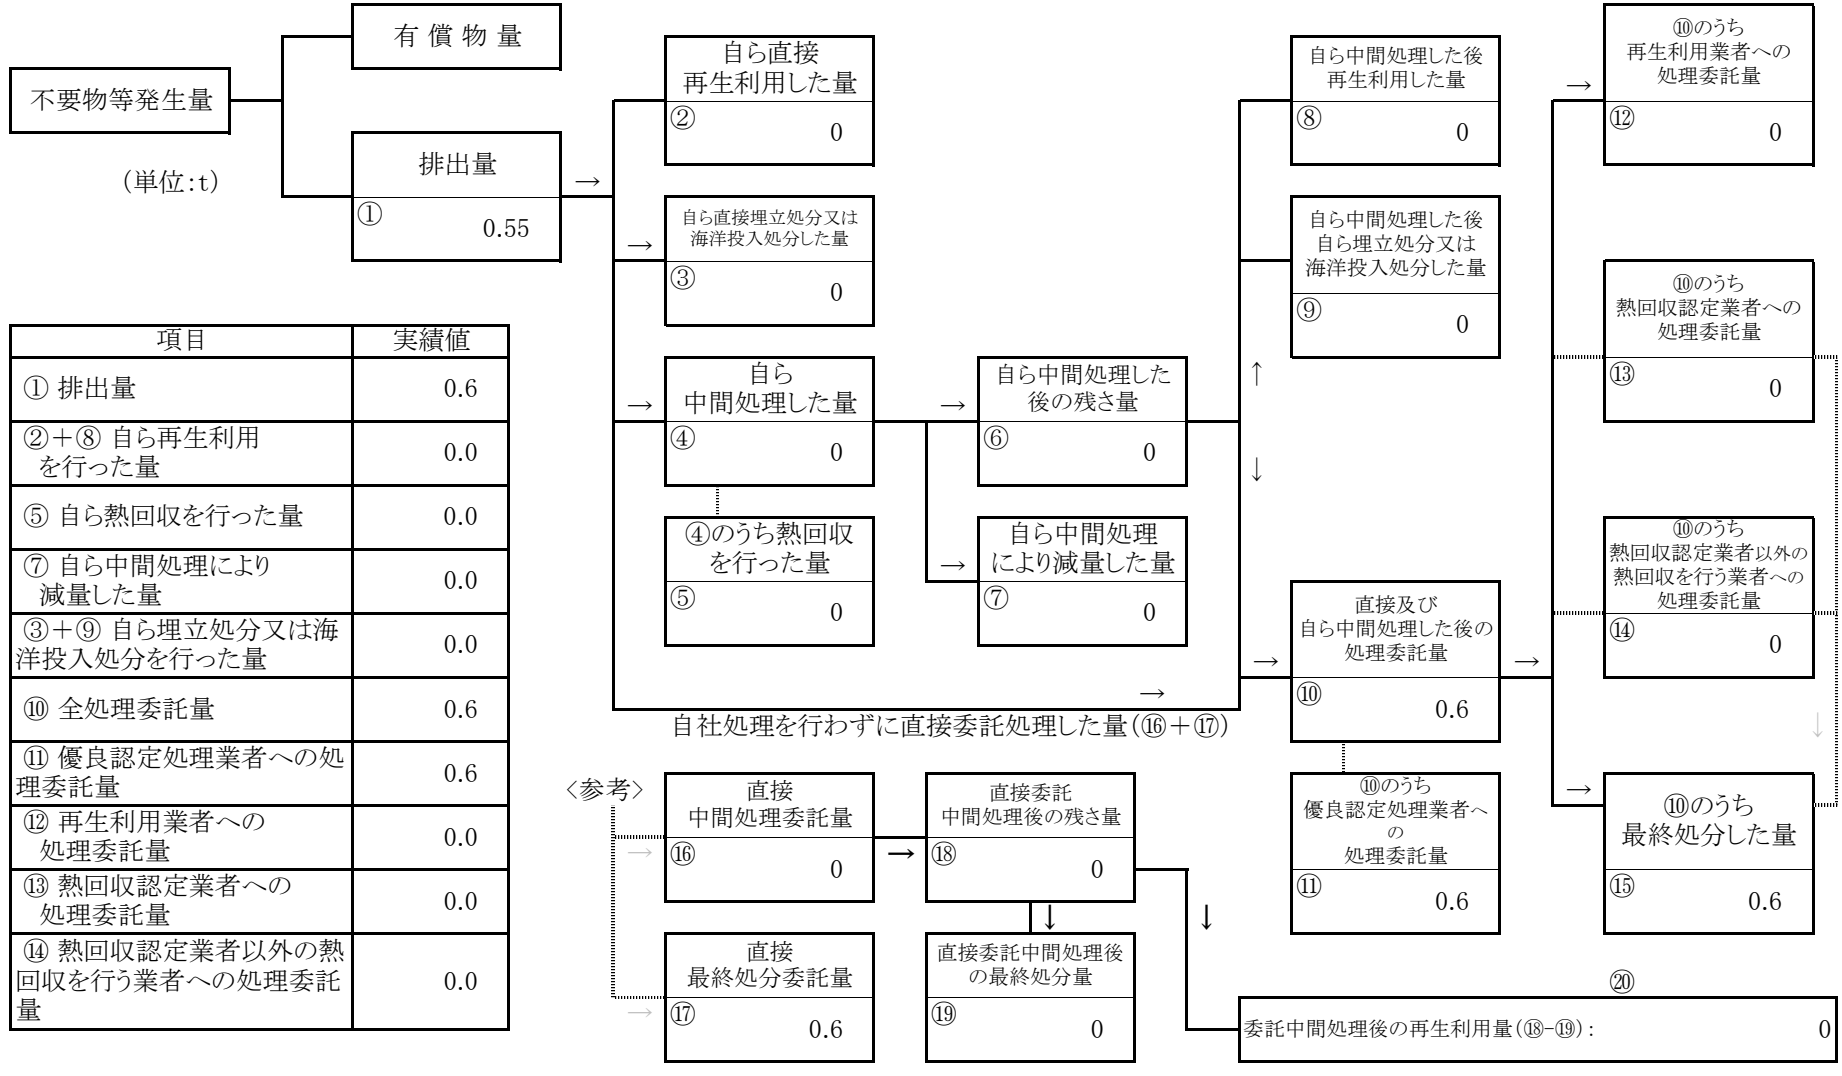 不要物等発生量
有 償 物 量
(単位:t)
排出量
→
①
0.55
自ら直接
再生利用した量
②
0
自ら直接埋立処分又は
海洋投入処分した量
→
③
0
自ら
中間処理した量
→
④
0
④のうち熱回収
を行った量
⑤
0
→
自ら中間処理した
後の残さ量
⑥
0
→
自ら中間処理
により減量した量
⑦
0
自ら中間処理した後
再生利用した量
⑧
0
自ら中間処理した後
自ら埋立処分又は
海洋投入処分した量
⑨
0
↑
↓
→
→
自社処理を行わずに直接委託処理した量(⑯+⑰)
直接及び
自ら中間処理した後の
処理委託量
⑩
0.6
⑩のうち
優良認定処理業者へ
の
処理委託量
⑪
0.6
→
→
⑩のうち
再生利用業者への
処理委託量
⑫
0
⑩のうち
熱回収認定業者への
処理委託量
⑬
0
⑩のうち
熱回収認定業者以外の
熱回収を行う業者への
処理委託量
⑭
0
↓
→
⑩のうち
最終処分した量
⑮
0.6
項目 実績値
① 排出量 0.6
②+⑧ 自ら再生利用
を行った量 0.0
⑤ 自ら熱回収を行った量 0.0
⑦ 自ら中間処理により
減量した量 0.0
③+⑨ 自ら埋立処分又は海
洋投入処分を行った量 0.0
⑩ 全処理委託量 0.6
⑪ 優良認定処理業者への処
理委託量 0.6
⑫ 再生利用業者への
処理委託量 0.0
⑬ 熱回収認定業者への
処理委託量 0.0
⑭ 熱回収認定業者以外の熱
回収を行う業者への処理委託
量 0.0
<参考>
→
直接
中間処理委託量
⑯
0
→
直接委託
中間処理後の残さ量
⑱
0
↓
↓
→
直接
最終処分委託量
⑰
0.6
直接委託中間処理後
の最終処分量
⑲
0
⑳
委託中間処理後の再生利用量(⑱-⑲): 0